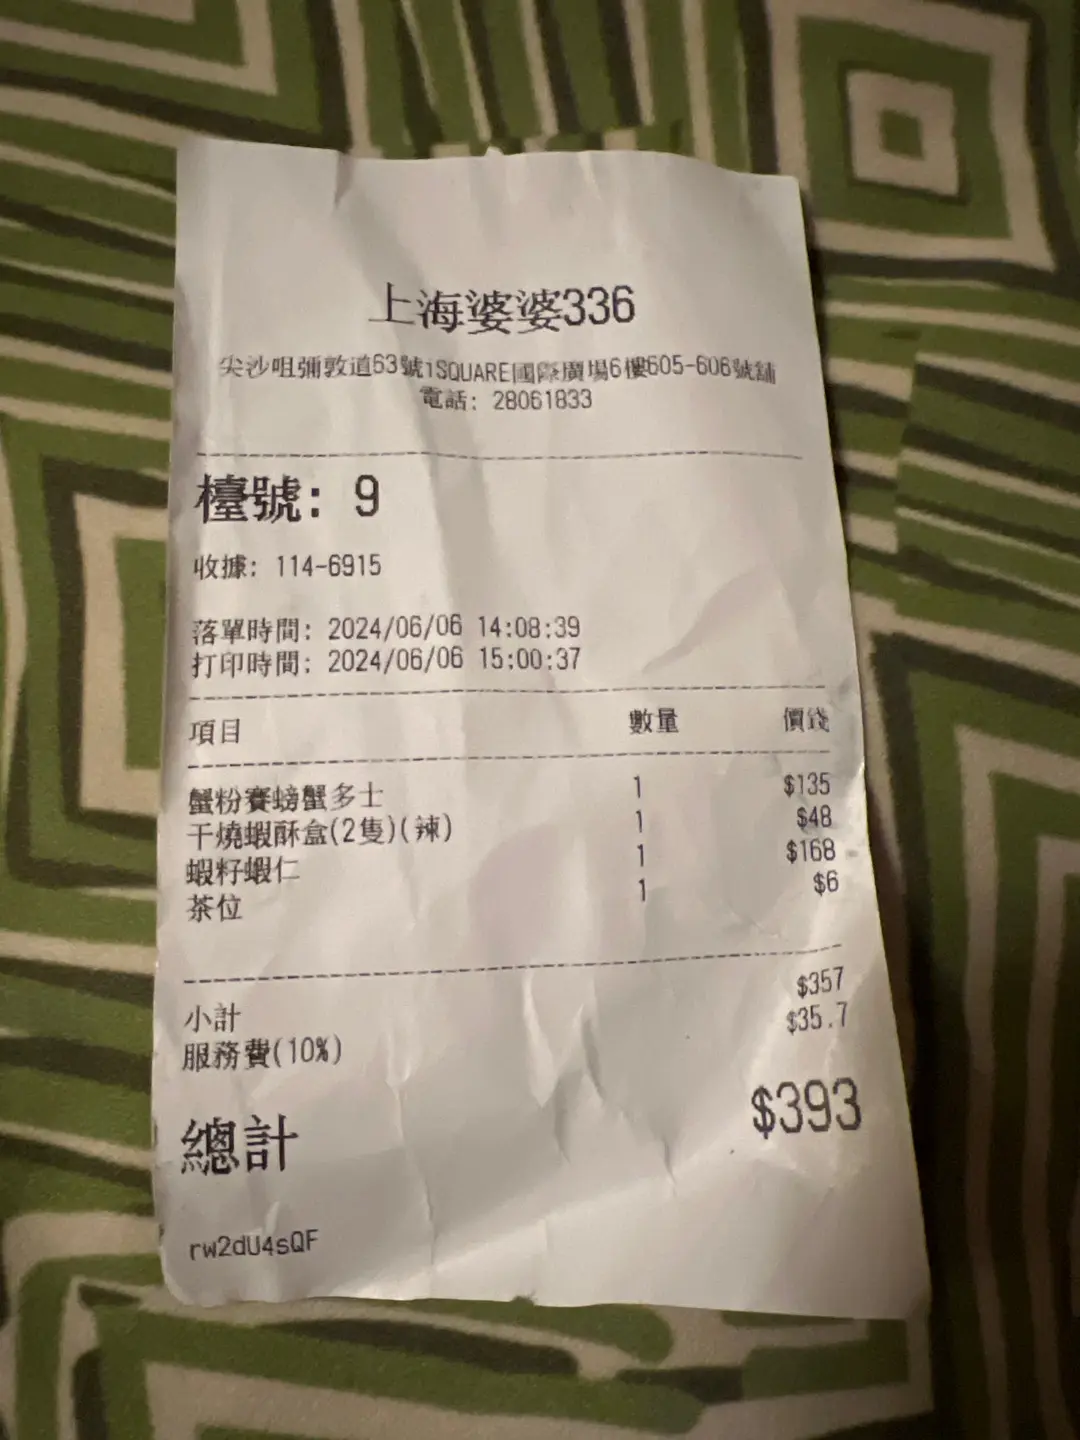 上海婆婆336
尖沙咀彌敦道63號iSQUARE國際廣場6樓605-606號舖
電話: 28061833
檯號: 9
收據: 114-6915
落單時間: 2024/06/06 14:08:39
打印時間: 2024/06/06 15:00:37
項目 數量 價錢
蟹粉賽螃蟹多士 1 $135
干燒蝦酥盒(2隻)(辣) 1 $48
蝦籽蝦仁 1 $168
茶位 1 $6
小計 $357
服務費(10%) $35.7
總計 $393
rw2dU4sQF